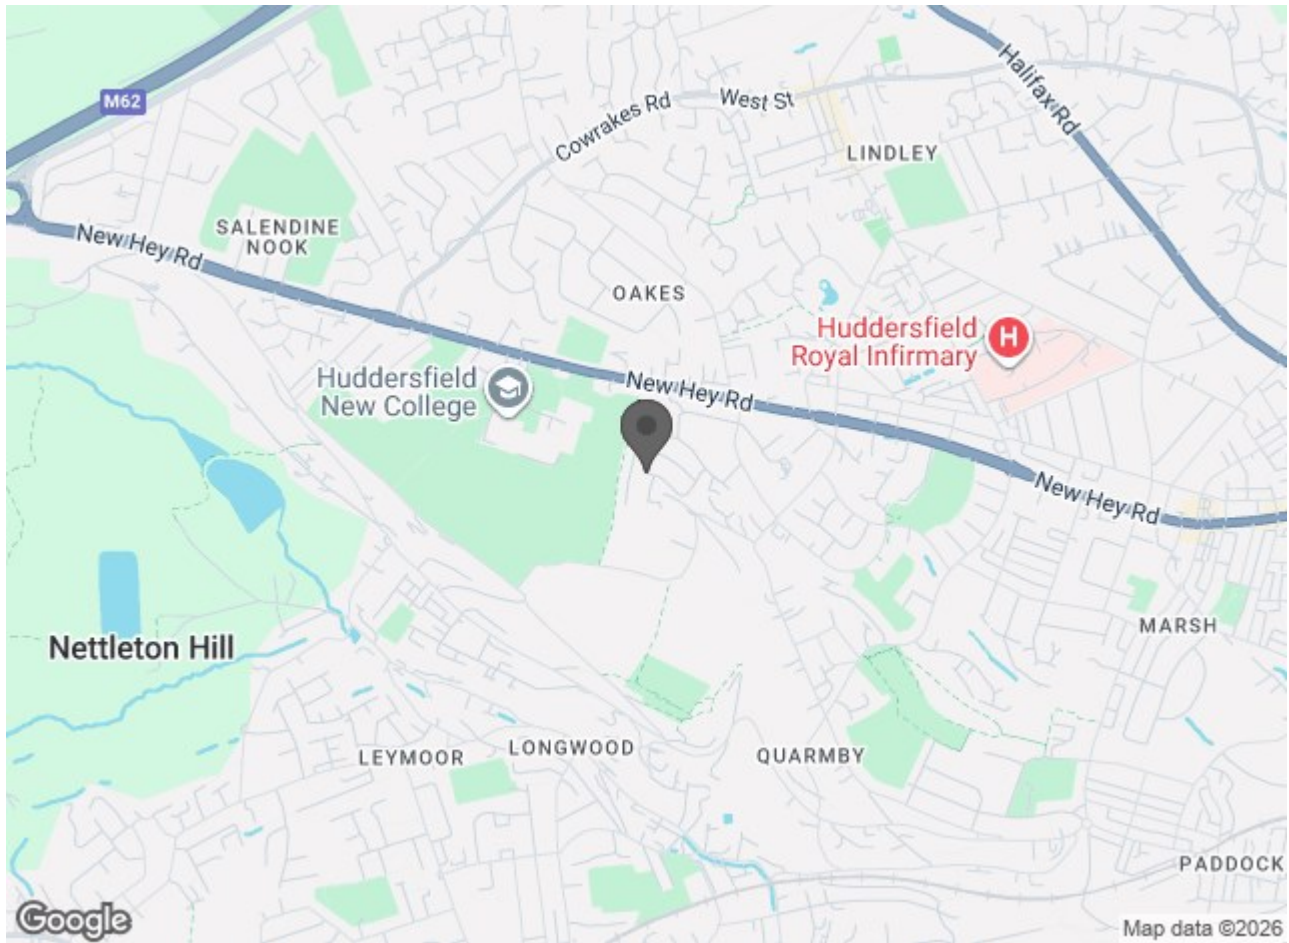 Halifax Rd
M62
Cowrakes Rd
West St
LINDLEY
SALENDINE
NOOK
New Hey Rd
OAKES
Huddersfield
Royal Infirmary
H
Huddersfield
New College
New Hey Rd
New Hey Rd
MARSH
Nettleton Hill
LEYMOOR
LONGWOOD
QUARMBY
PADDOCK
Google
Map data ©2026